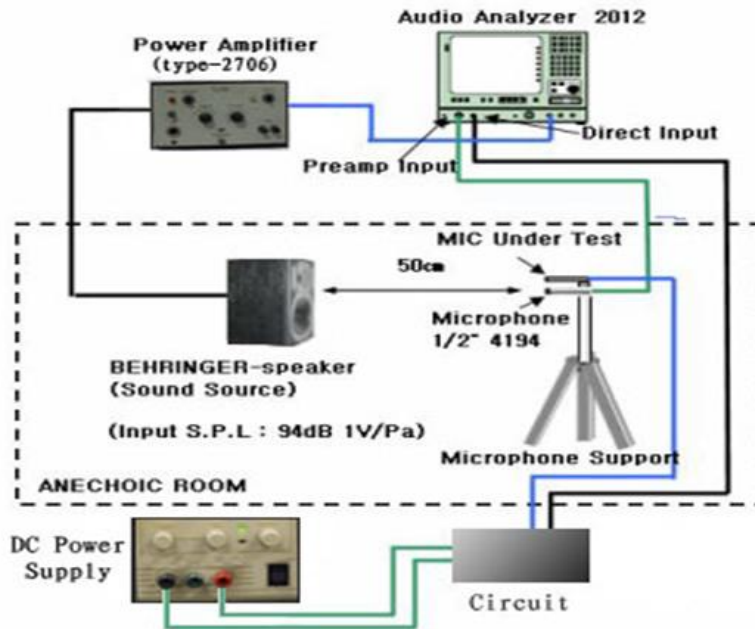 Audio Analyzer 2012
Power Amplifier
(type-2706)
Direct Input
Preamp Input
MIC Under Test
50cm
Microphone
1/2" 4194
BEHRINGER-speaker
(Sound Source)
(Input S.P.L : 94dB 1V/Pa)
Microphone Support
ANECHOIC ROOM
DC Power
Supply
Circuit